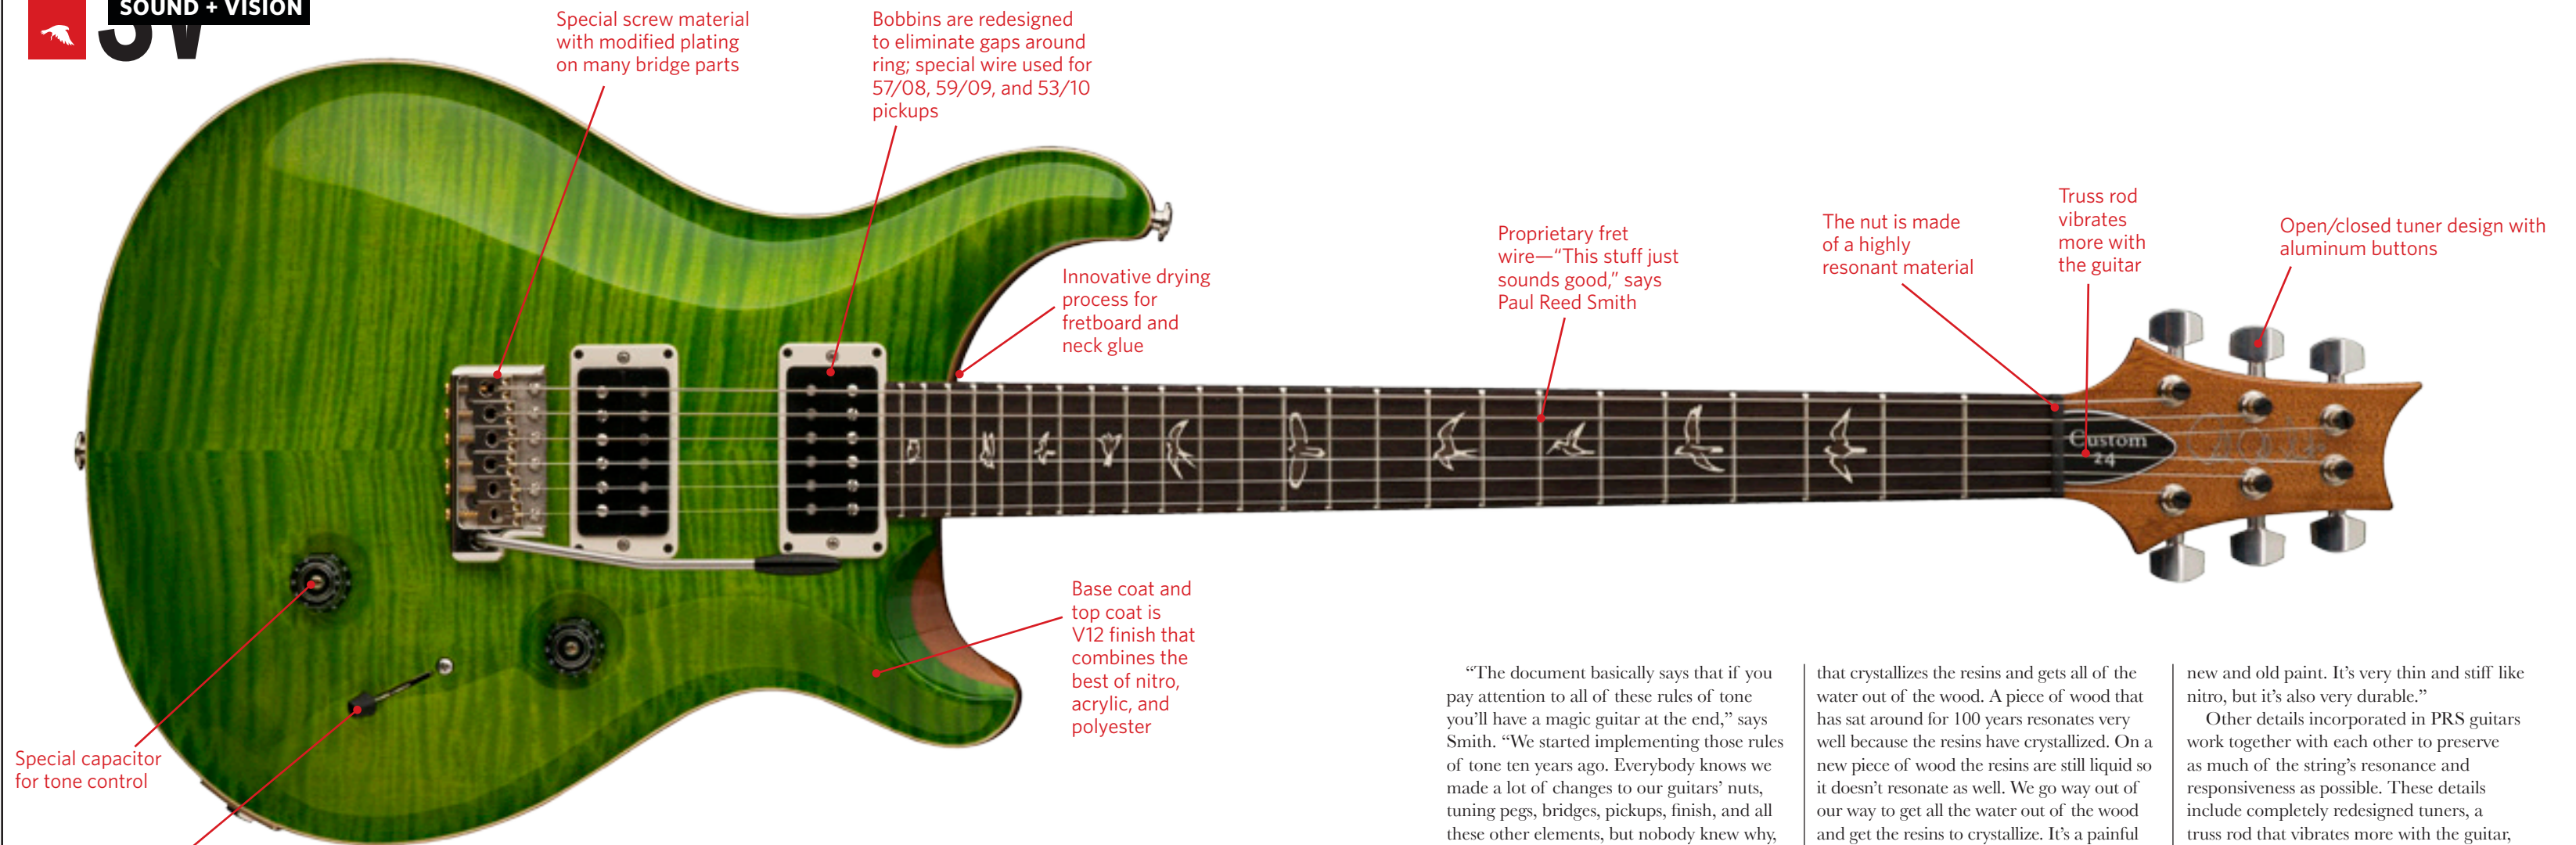 SOUND + VISION
SV
Special screw material
with modified plating
on many bridge parts
Bobbins are redesigned
to eliminate gaps around
ring; special wire used for
57/08, 59/09, and 53/10
pickups
Innovative drying
process for
fretboard and
neck glue
Proprietary fret
wire—“This stuff just
sounds good,” says
Paul Reed Smith
The nut is made
of a highly
resonant material
Truss rod
vibrates
more with
the guitar
Open/closed tuner design with
aluminum buttons
Custom
24
Base coat and
top coat is
V12 finish that
combines the
best of nitro,
acrylic, and
polyester
Special capacitor
for tone control
“The document basically says that if you
pay attention to all of these rules of tone
you’ll have a magic guitar at the end,” says
Smith. “We started implementing those rules
of tone ten years ago. Everybody knows we
made a lot of changes to our guitars’ nuts,
tuning pegs, bridges, pickups, finish, and all
these other elements, but nobody knew why,
that crystallizes the resins and gets all of the
water out of the wood. A piece of wood that
has sat around for 100 years resonates very
well because the resins have crystallized. On a
new piece of wood the resins are still liquid so
it doesn’t resonate as well. We go way out of
our way to get all the water out of the wood
and get the resins to crystallize. It’s a painful
new and old paint. It’s very thin and stiff like
nitro, but it’s also very durable.”
Other details incorporated in PRS guitars
work together with each other to preserve
as much of the string’s resonance and
responsiveness as possible. These details
include completely redesigned tuners, a
truss rod that vibrates more with the guitar,